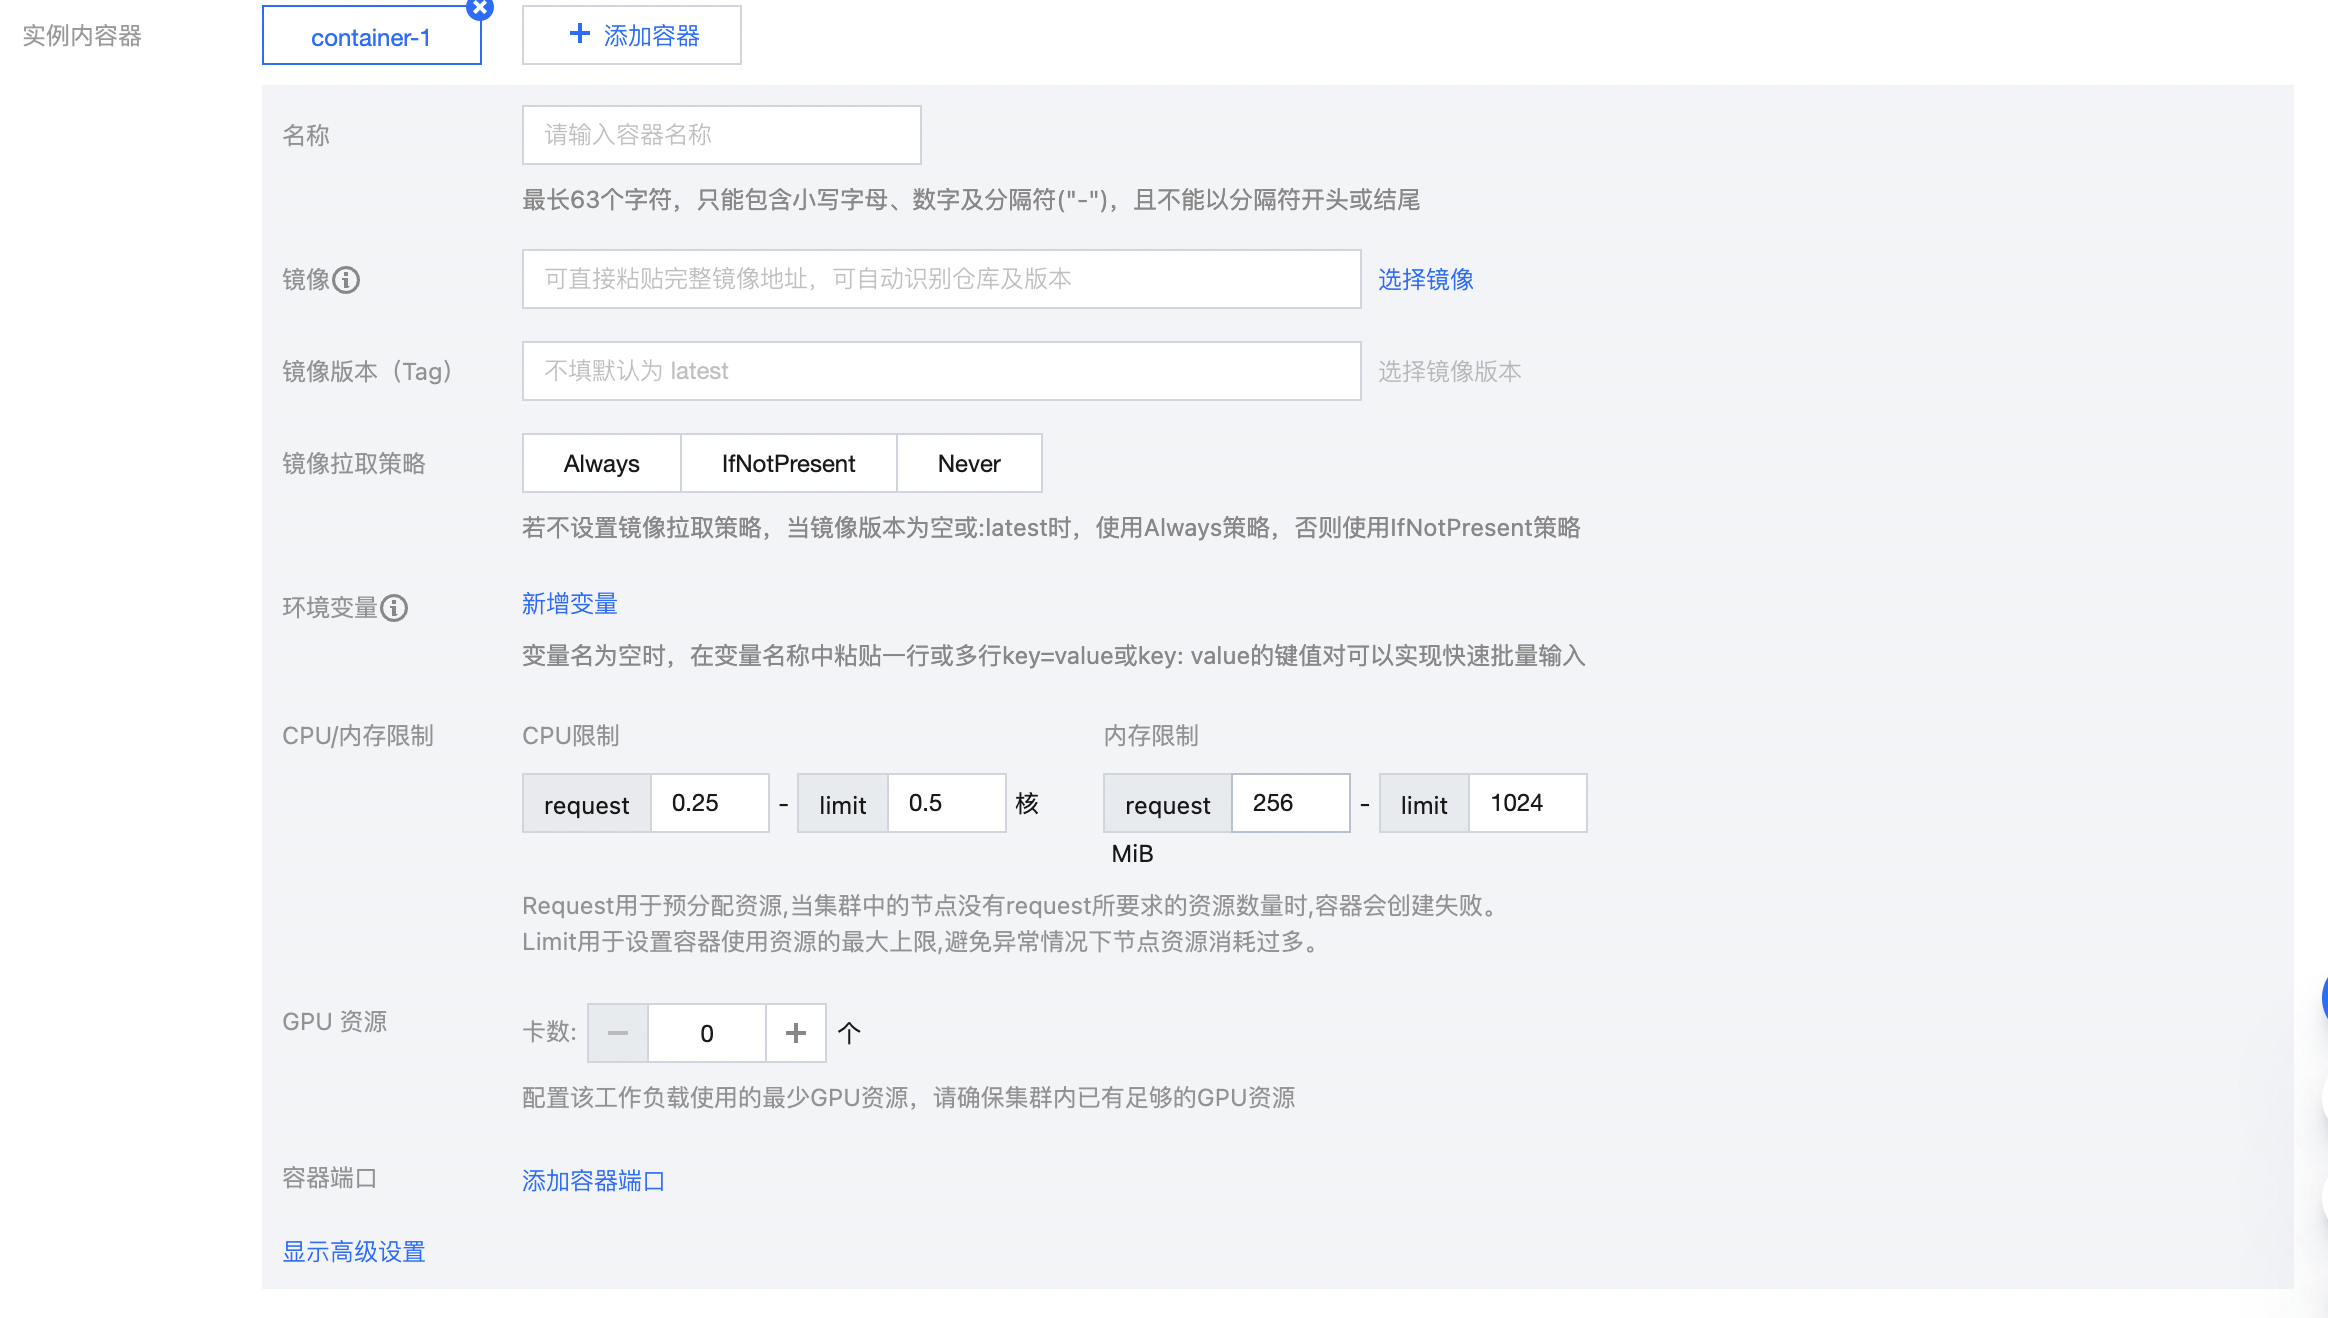 实例内容器
container-1
添加容器
名称
请输入容器名称
最长63个字符，只能包含小写字母、数字及分隔符("-")，且不能以分隔符开头或结尾
镜像
可直接粘贴完整镜像地址，可自动识别仓库及版本
选择镜像
镜像版本（Tag）
不填默认为 latest
选择镜像版本
镜像拉取策略
Always
IfNotPresent
Never
若不设置镜像拉取策略，当镜像版本为空或:latest时，使用Always策略，否则使用IfNotPresent策略
环境变量
新增变量
变量名为空时，在变量名称中粘贴一行或多行key=value或key: value的键值对可以实现快速批量输入
CPU/内存限制
CPU限制
内存限制
request 0.25 - limit 0.5 核
request 256 - limit 1024
MiB
Request用于预分配资源,当集群中的节点没有request所要求的资源数量时,容器会创建失败。
Limit用于设置容器使用资源的最大上限,避免异常情况下节点资源消耗过多。
GPU 资源
卡数: 0 个
配置该工作负载使用的最少GPU资源，请确保集群内已有足够的GPU资源
容器端口
添加容器端口
显示高级设置